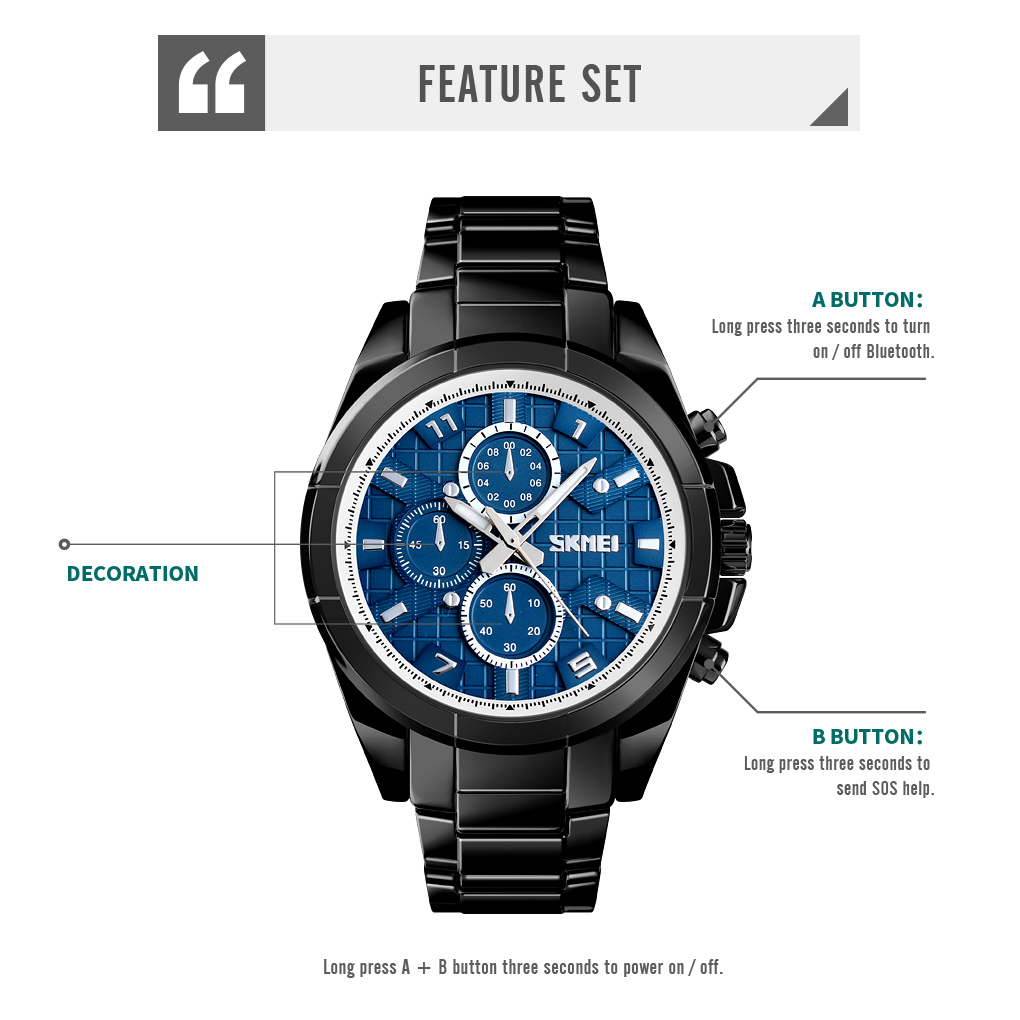 FEATURE SET
A BUTTON:
Long press three seconds to turn
on / off Bluetooth.
11
1
00
08 02
06 04
04 06
02 08
00
60
45 15
30
SKMEI
DECORATION
60
50 10
40 20
30
7
5
B BUTTON:
Long press three seconds to
send SOS help.
Long press A + B button three seconds to power on / off.